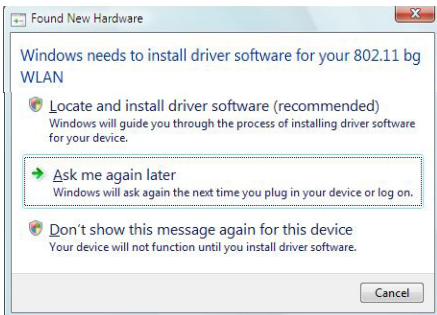 Found New Hardware
Windows needs to install driver software for your 802.11 bg
WLAN
Locate and install driver software (recommended)
Windows will guide you through the process of installing driver software
for your device.
Ask me again later
Windows will ask again the next time you plug in your device or log on.
Don't show this message again for this device
Your device will not function until you install driver software.
Cancel